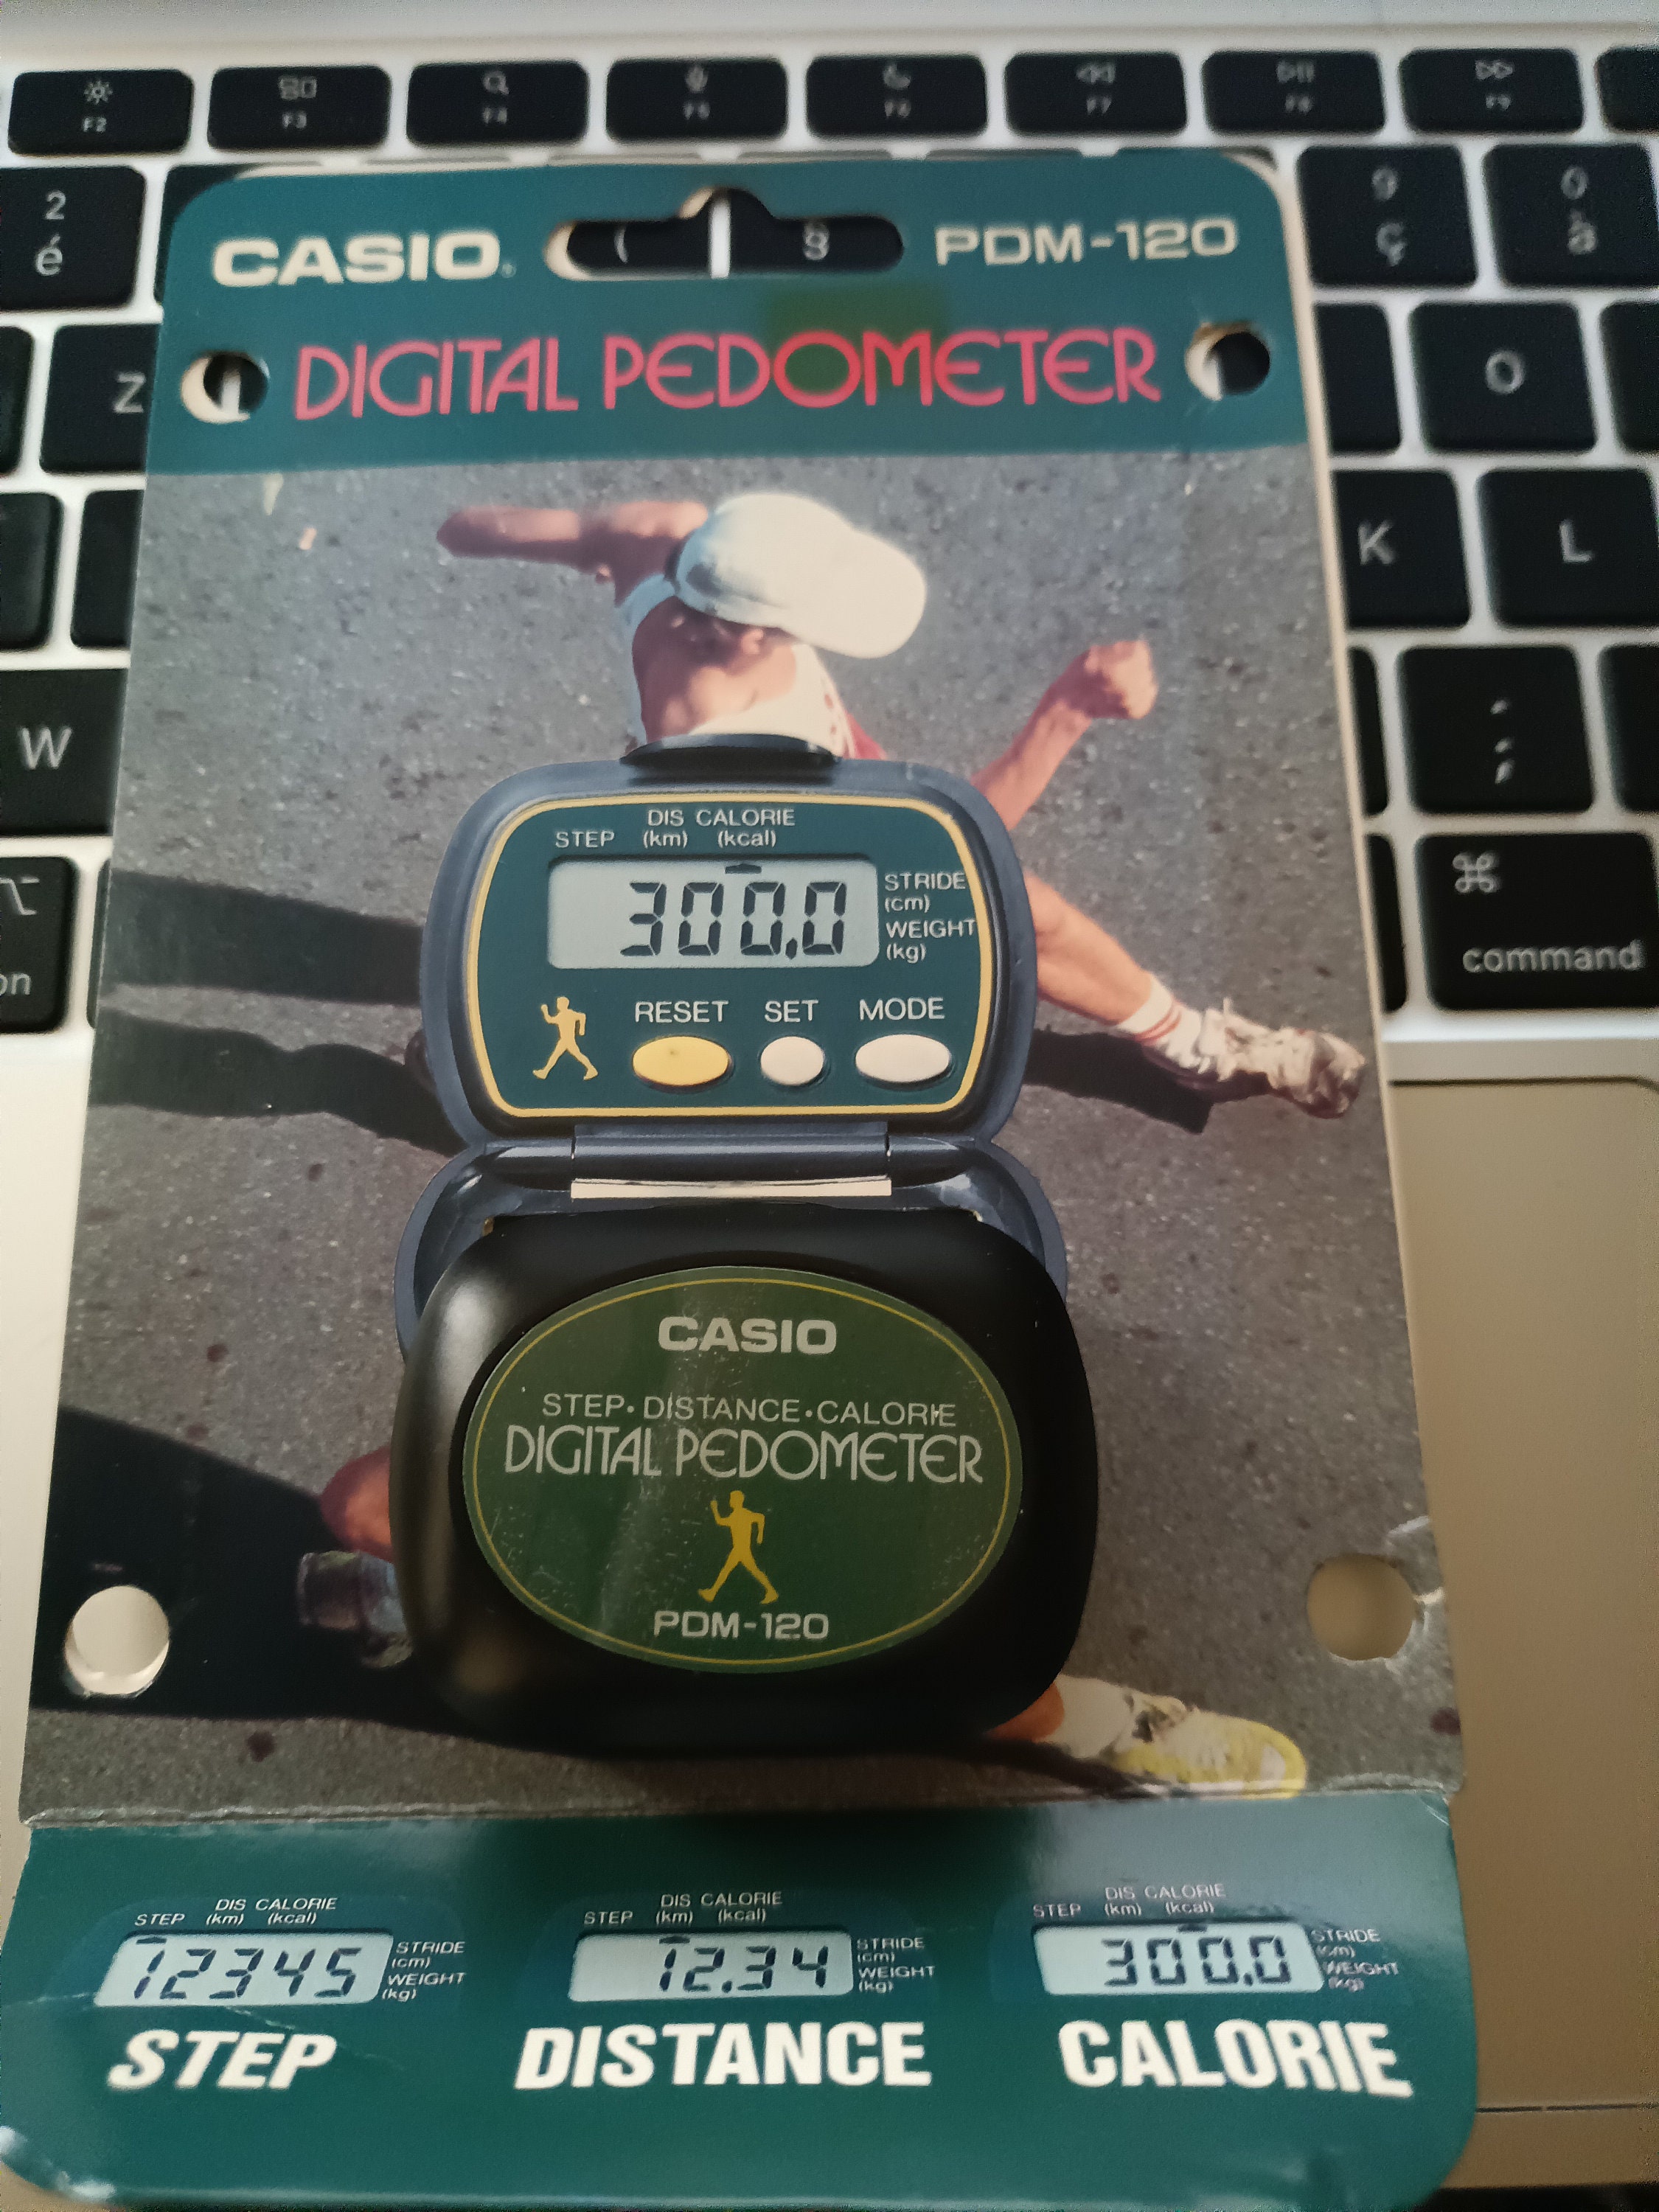 F2 F3 F4 F5 F6 F7 F8 F9
2
é
( §
9
ç
0
à
CASIO PDM-120
DIGITAL PEDOMETER
Z
O
K
L
W
;
⌘
command
on
DIS CALORIE
STEP (km) (kcal)
300.0
STRIDE
(cm)
WEIGHT
(kg)
RESET SET MODE
CASIO
STEP·DISTANCE·CALORIE
DIGITAL PEDOMETER
PDM-120
DIS CALORIE
STEP (km) (kcal)
12345
STRIDE
(cm)
WEIGHT
(kg)
STEP
DIS CALORIE
STEP (km) (kcal)
12.34
STRIDE
(cm)
WEIGHT
(kg)
DISTANCE
DIS CALORIE
STEP (km) (kcal)
300.0
STRIDE
(cm)
WEIGHT
(kg)
CALORIE